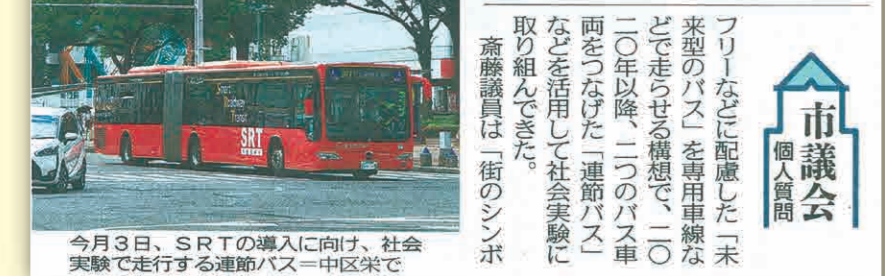 市議会
個人質問
フリーなどに配慮した「未
来型のバス」を専用車線な
どで走らせる構想で、二〇
二〇年以降、二つのバス車
両をつなげた「連節バス」
などを活用して社会実験に
取り組んできた。
斎藤議員は「街のシンボ
Smart
Roadway
Transit
SRT
今月3日、SRTの導入に向け、社会
実験で走行する連節バス＝中区栄で